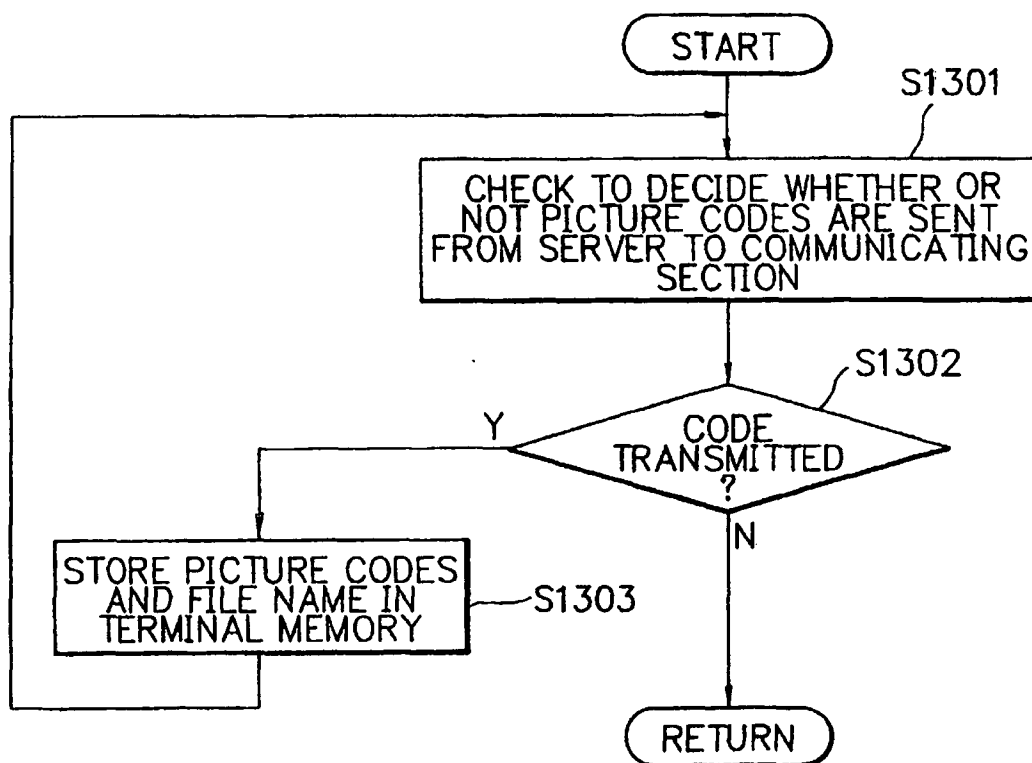 START
S1301
CHECK TO DECIDE WHETHER OR
NOT PICTURE CODES ARE SENT
FROM SERVER TO COMMUNICATING
SECTION
S1302
CODE
TRANSMITTED
?
Y
N
STORE PICTURE CODES
AND FILE NAME IN
TERMINAL MEMORY
S1303
RETURN